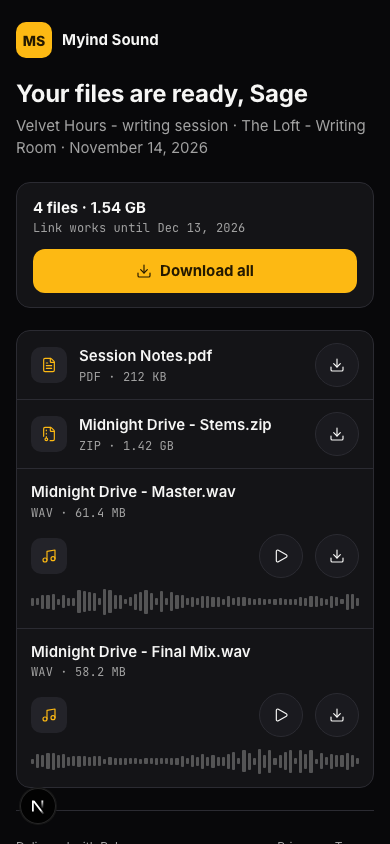 MS Myind Sound
Your files are ready, Sage
Velvet Hours - writing session · The Loft - Writing
Room · November 14, 2026
4 files · 1.54 GB
Link works until Dec 13, 2026
Download all
Session Notes.pdf
PDF · 212 KB
Midnight Drive - Stems.zip
ZIP · 1.42 GB
Midnight Drive - Master.wav
WAV · 61.4 MB
Midnight Drive - Final Mix.wav
WAV · 58.2 MB
N